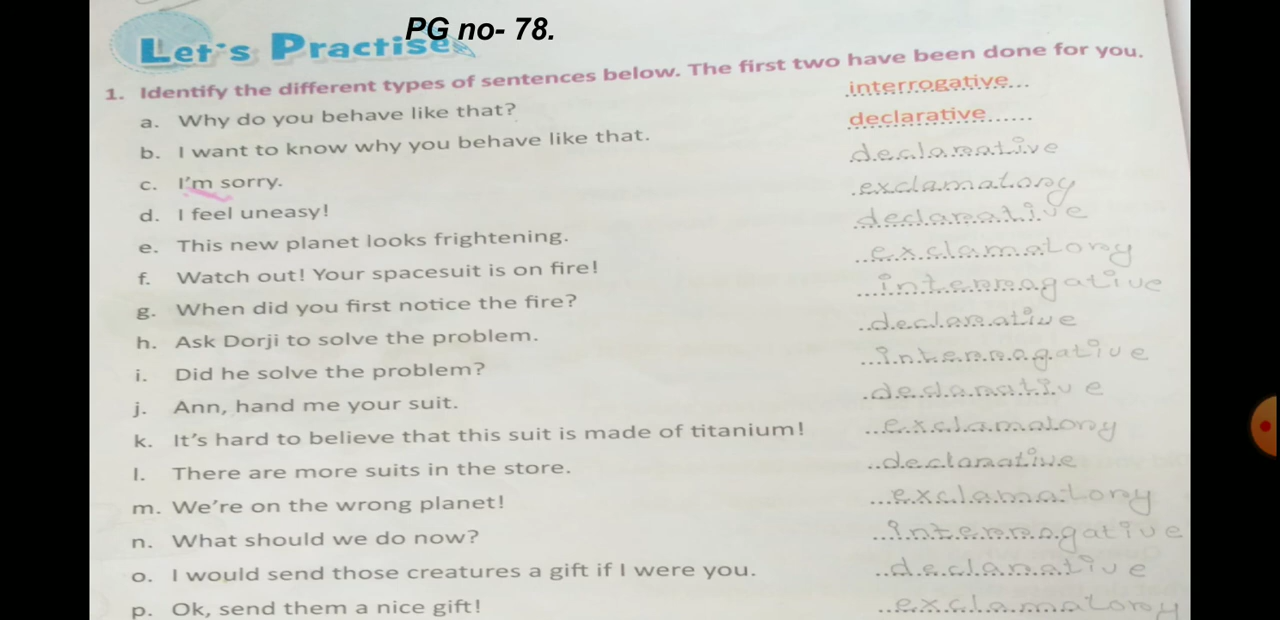 PG no- 78.
Let's Practise
1. Identify the different types of sentences below. The first two have been done for you.
a. Why do you behave like that? interrogative
b. I want to know why you behave like that. declarative
c. I'm sorry. declarative
d. I feel uneasy! exclamatory
e. This new planet looks frightening. declarative
f. Watch out! Your spacesuit is on fire! exclamatory
g. When did you first notice the fire? interrogative
h. Ask Dorji to solve the problem. declarative
i. Did he solve the problem? interrogative
j. Ann, hand me your suit. declarative
k. It's hard to believe that this suit is made of titanium! exclamatory
l. There are more suits in the store. declarative
m. We're on the wrong planet! exclamatory
n. What should we do now? interrogative
o. I would send those creatures a gift if I were you. declarative
p. Ok, send them a nice gift! exclamatory